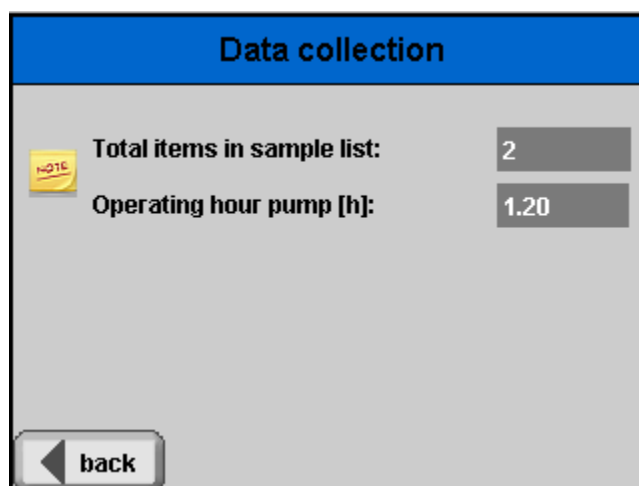 Data collection
NOTE
Total items in sample list: 2
Operating hour pump [h]: 1.20
back